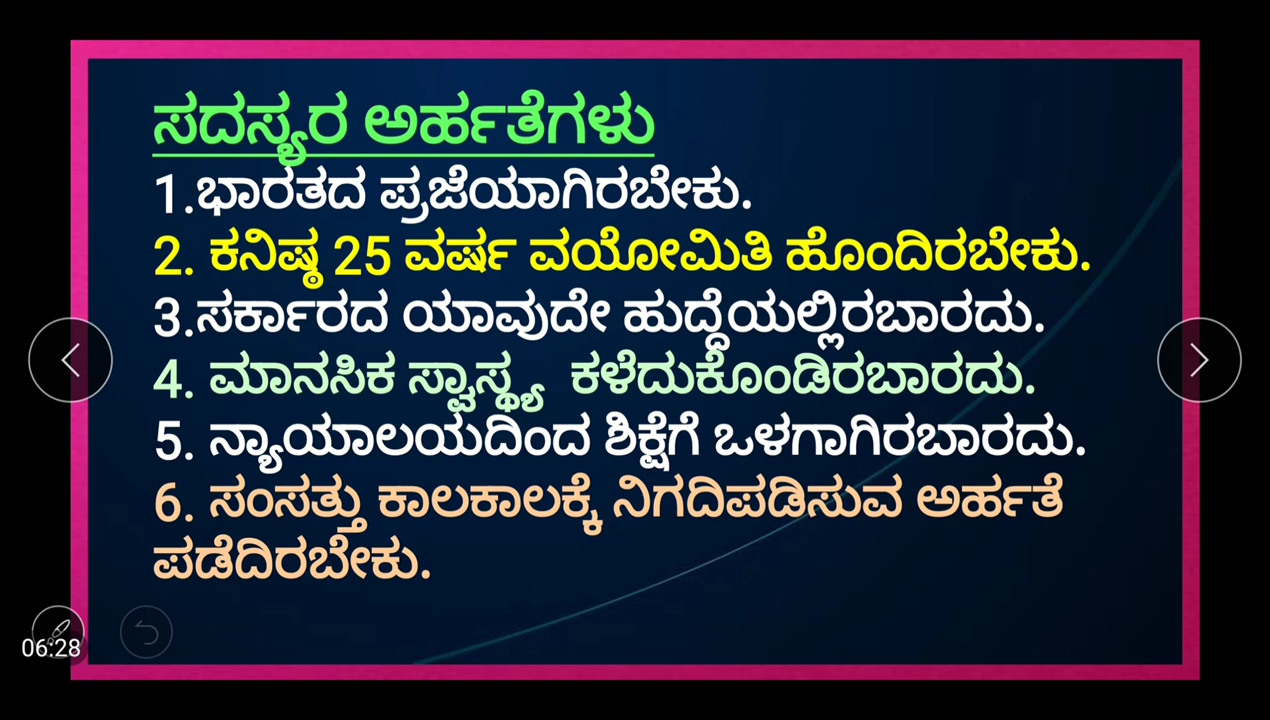 ಸದಸ್ಯರ ಅರ್ಹತೆಗಳು
1.ಭಾರತದ ಪ್ರಜೆಯಾಗಿರಬೇಕು.
2. ಕನಿಷ್ಠ 25 ವರ್ಷ ವಯೋಮಿತಿ ಹೊಂದಿರಬೇಕು.
3.ಸರ್ಕಾರದ ಯಾವುದೇ ಹುದ್ದೆಯಲ್ಲಿರಬಾರದು.
4. ಮಾನಸಿಕ ಸ್ವಾಸ್ಥ್ಯ ಕಳೆದುಕೊಂಡಿರಬಾರದು.
5. ನ್ಯಾಯಾಲಯದಿಂದ ಶಿಕ್ಷೆಗೆ ಒಳಗಾಗಿರಬಾರದು.
6. ಸಂಸತ್ತು ಕಾಲಕಾಲಕ್ಕೆ ನಿಗದಿಪಡಿಸುವ ಅರ್ಹತೆ
ಪಡೆದಿರಬೇಕು.
06:28